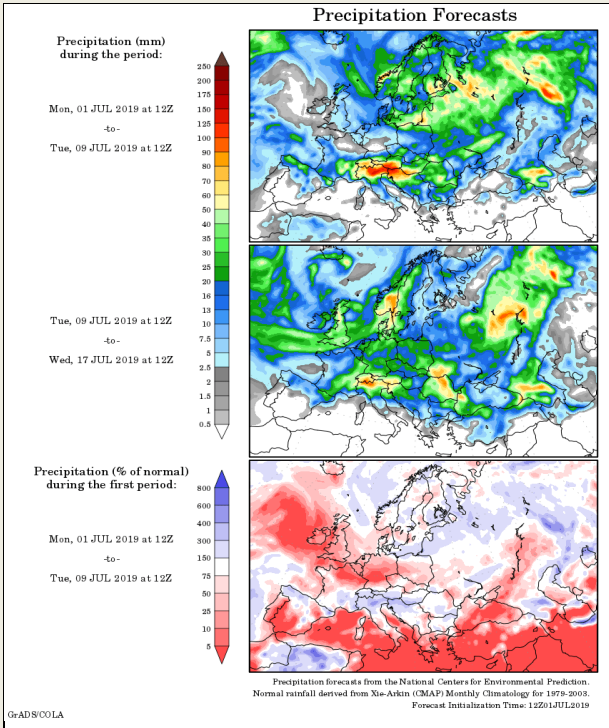 Precipitation Forecasts
Precipitation (mm)
during the period:
Mon, 01 JUL 2019 at 12Z
-to-
Tue, 09 JUL 2019 at 12Z
250
200
175
150
125
100
90
80
70
60
50
40
35
30
25
20
16
13
10
7.5
5
2.5
2
1.5
1
0.5
Tue, 09 JUL 2019 at 12Z
-to-
Wed, 17 JUL 2019 at 12Z
Precipitation (% of normal)
during the first period:
Mon, 01 JUL 2019 at 12Z
-to-
Tue, 09 JUL 2019 at 12Z
800
600
400
300
150
75
50
25
10
5
Precipitation forecasts from the National Centers for Environmental Prediction.
Normal rainfall derived from Xie-Arkin (CMAP) Monthly Climatology for 1979-2003.
Forecast Initialization Time: 12Z01JUL2019
GrADS/COLA